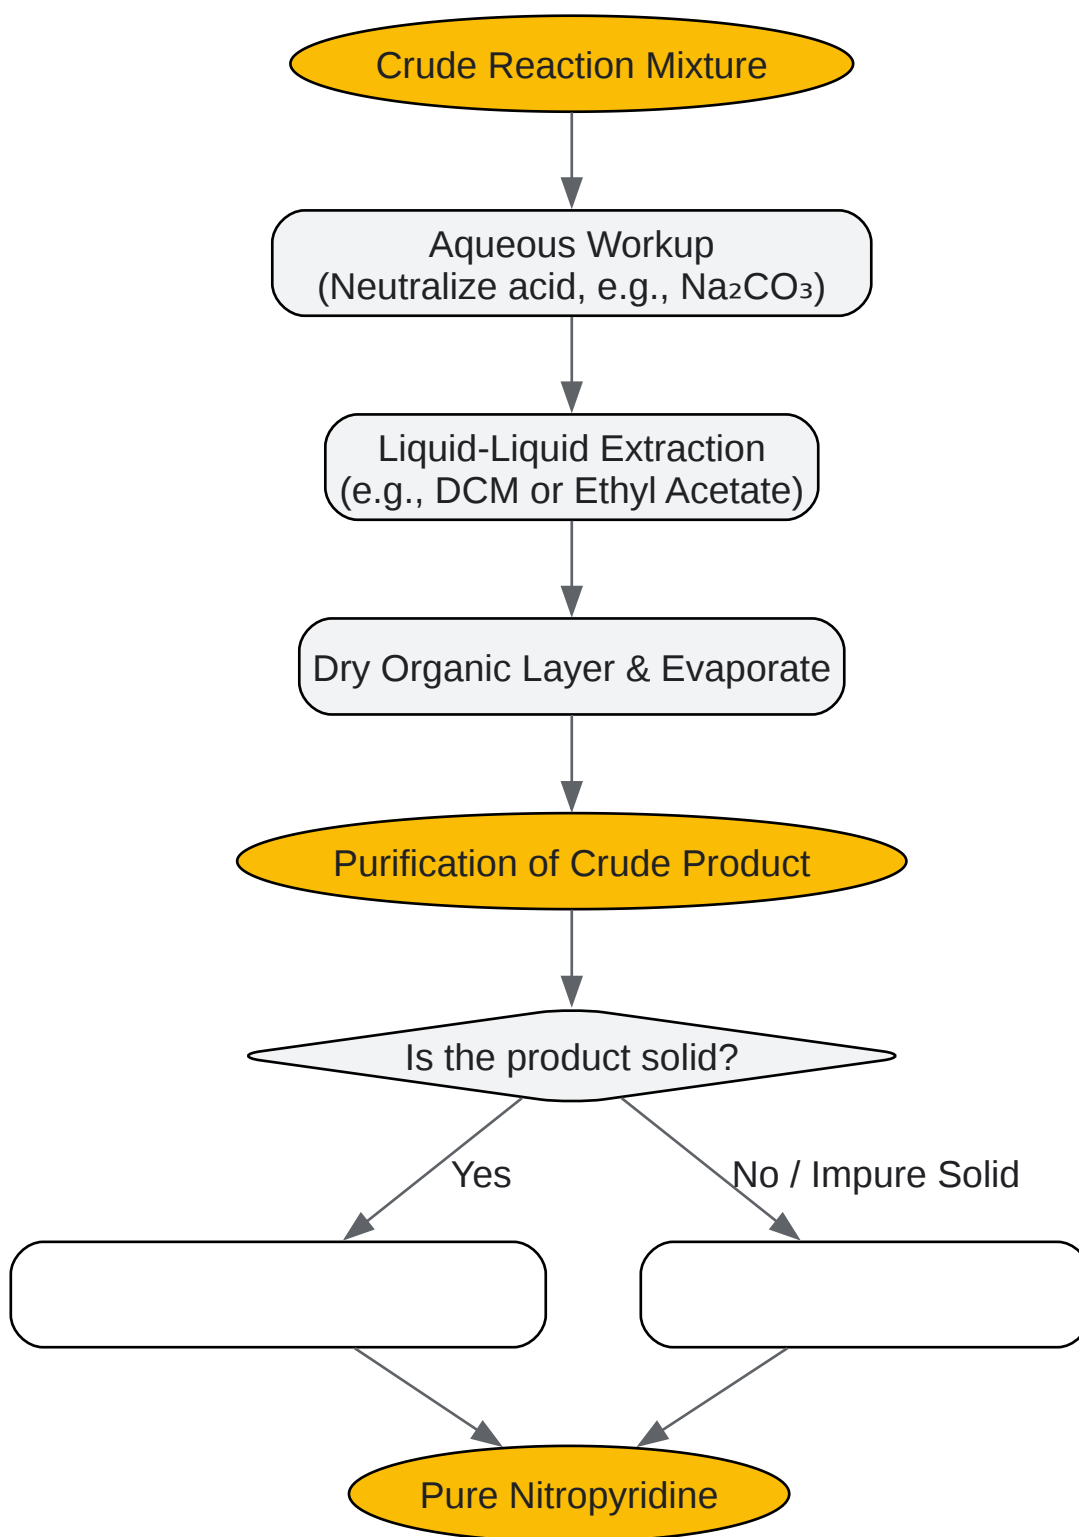 Crude Reaction Mixture
Aqueous Workup
(Neutralize acid, e.g., Na₂CO₃)
Liquid-Liquid Extraction
(e.g., DCM or Ethyl Acetate)
Dry Organic Layer & Evaporate
Purification of Crude Product
Is the product solid?
Yes
No / Impure Solid
Pure Nitropyridine